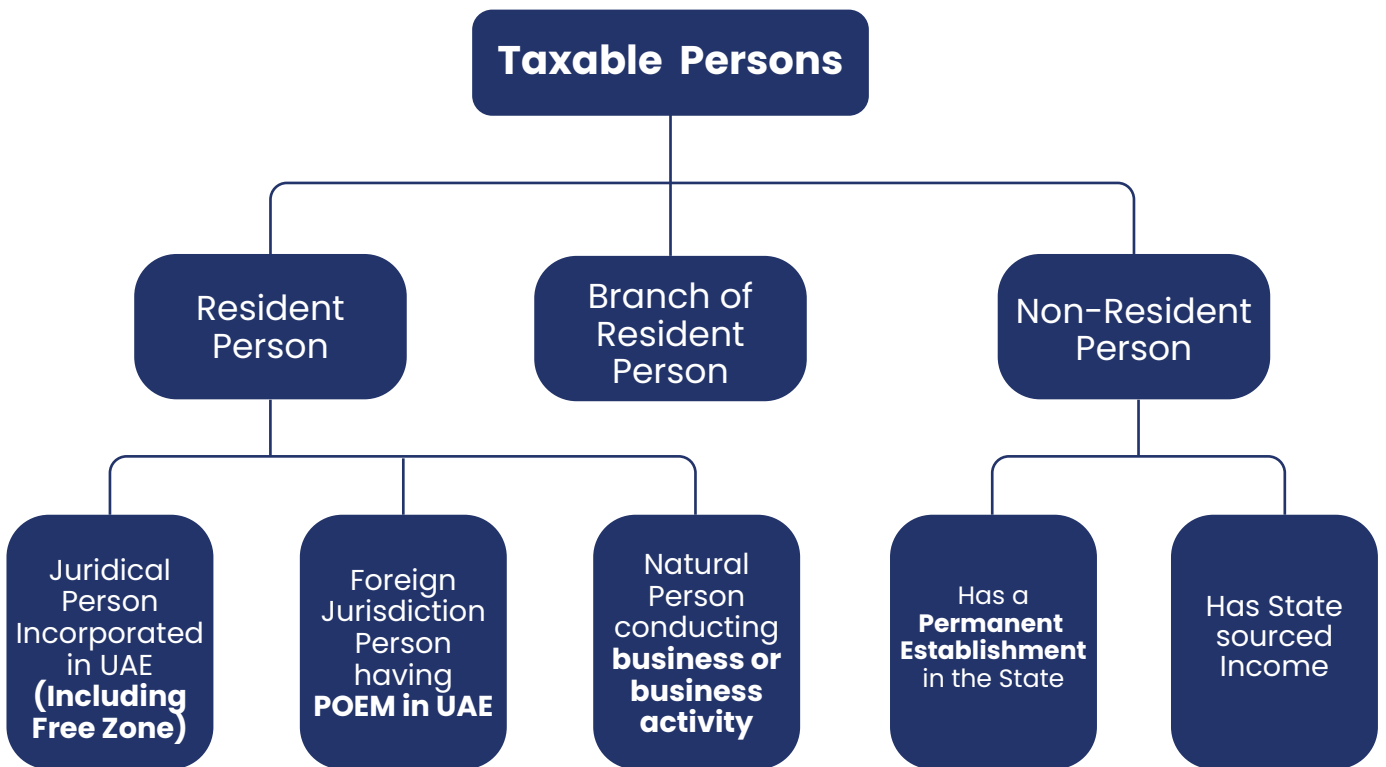 Taxable Persons
Resident
Person
Branch of
Resident
Person
Non-Resident
Person
Juridical
Person
Incorporated
in UAE
(Including
Free Zone)
Foreign
Jurisdiction
Person
having
POEM in UAE
Natural
Person
conducting
business or
business
activity
Has a
Permanent
Establishment
in the State
Has State
sourced
Income